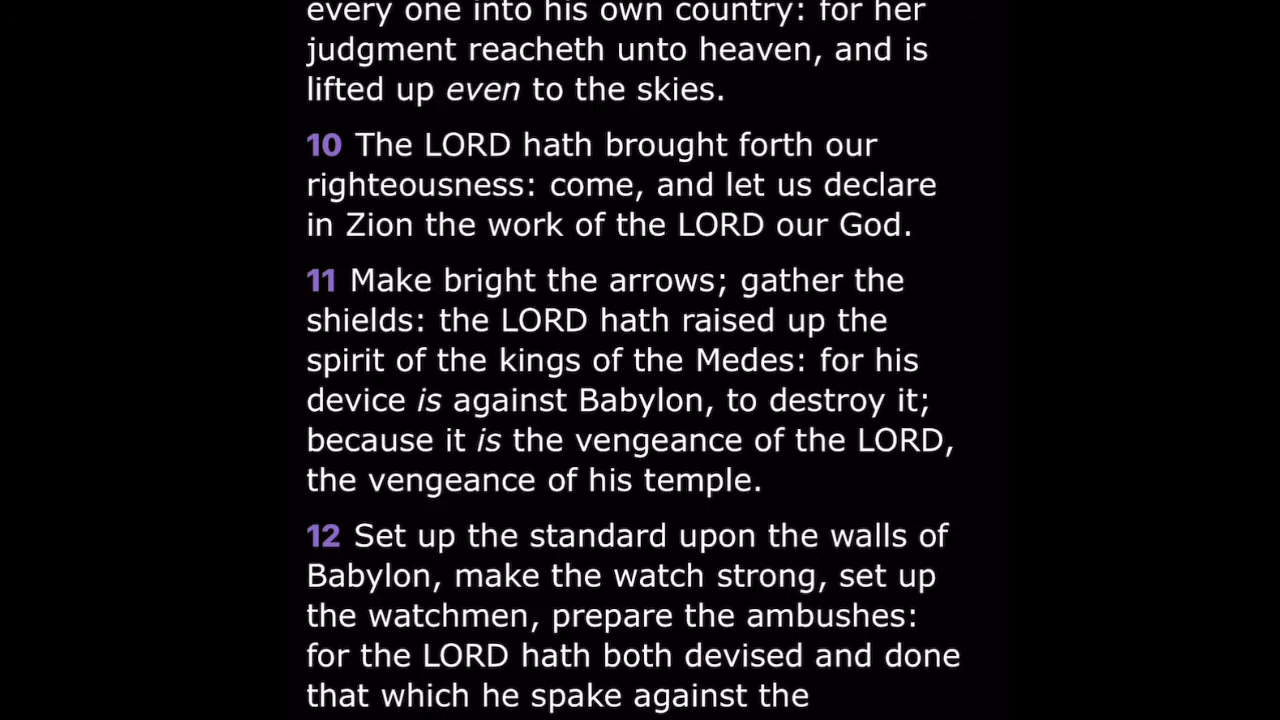 every one into his own country: for her
judgment reacheth unto heaven, and is
lifted up even to the skies.
10 The LORD hath brought forth our
righteousness: come, and let us declare
in Zion the work of the LORD our God.
11 Make bright the arrows; gather the
shields: the LORD hath raised up the
spirit of the kings of the Medes: for his
device is against Babylon, to destroy it;
because it is the vengeance of the LORD,
the vengeance of his temple.
12 Set up the standard upon the walls of
Babylon, make the watch strong, set up
the watchmen, prepare the ambushes:
for the LORD hath both devised and done
that which he spake against the